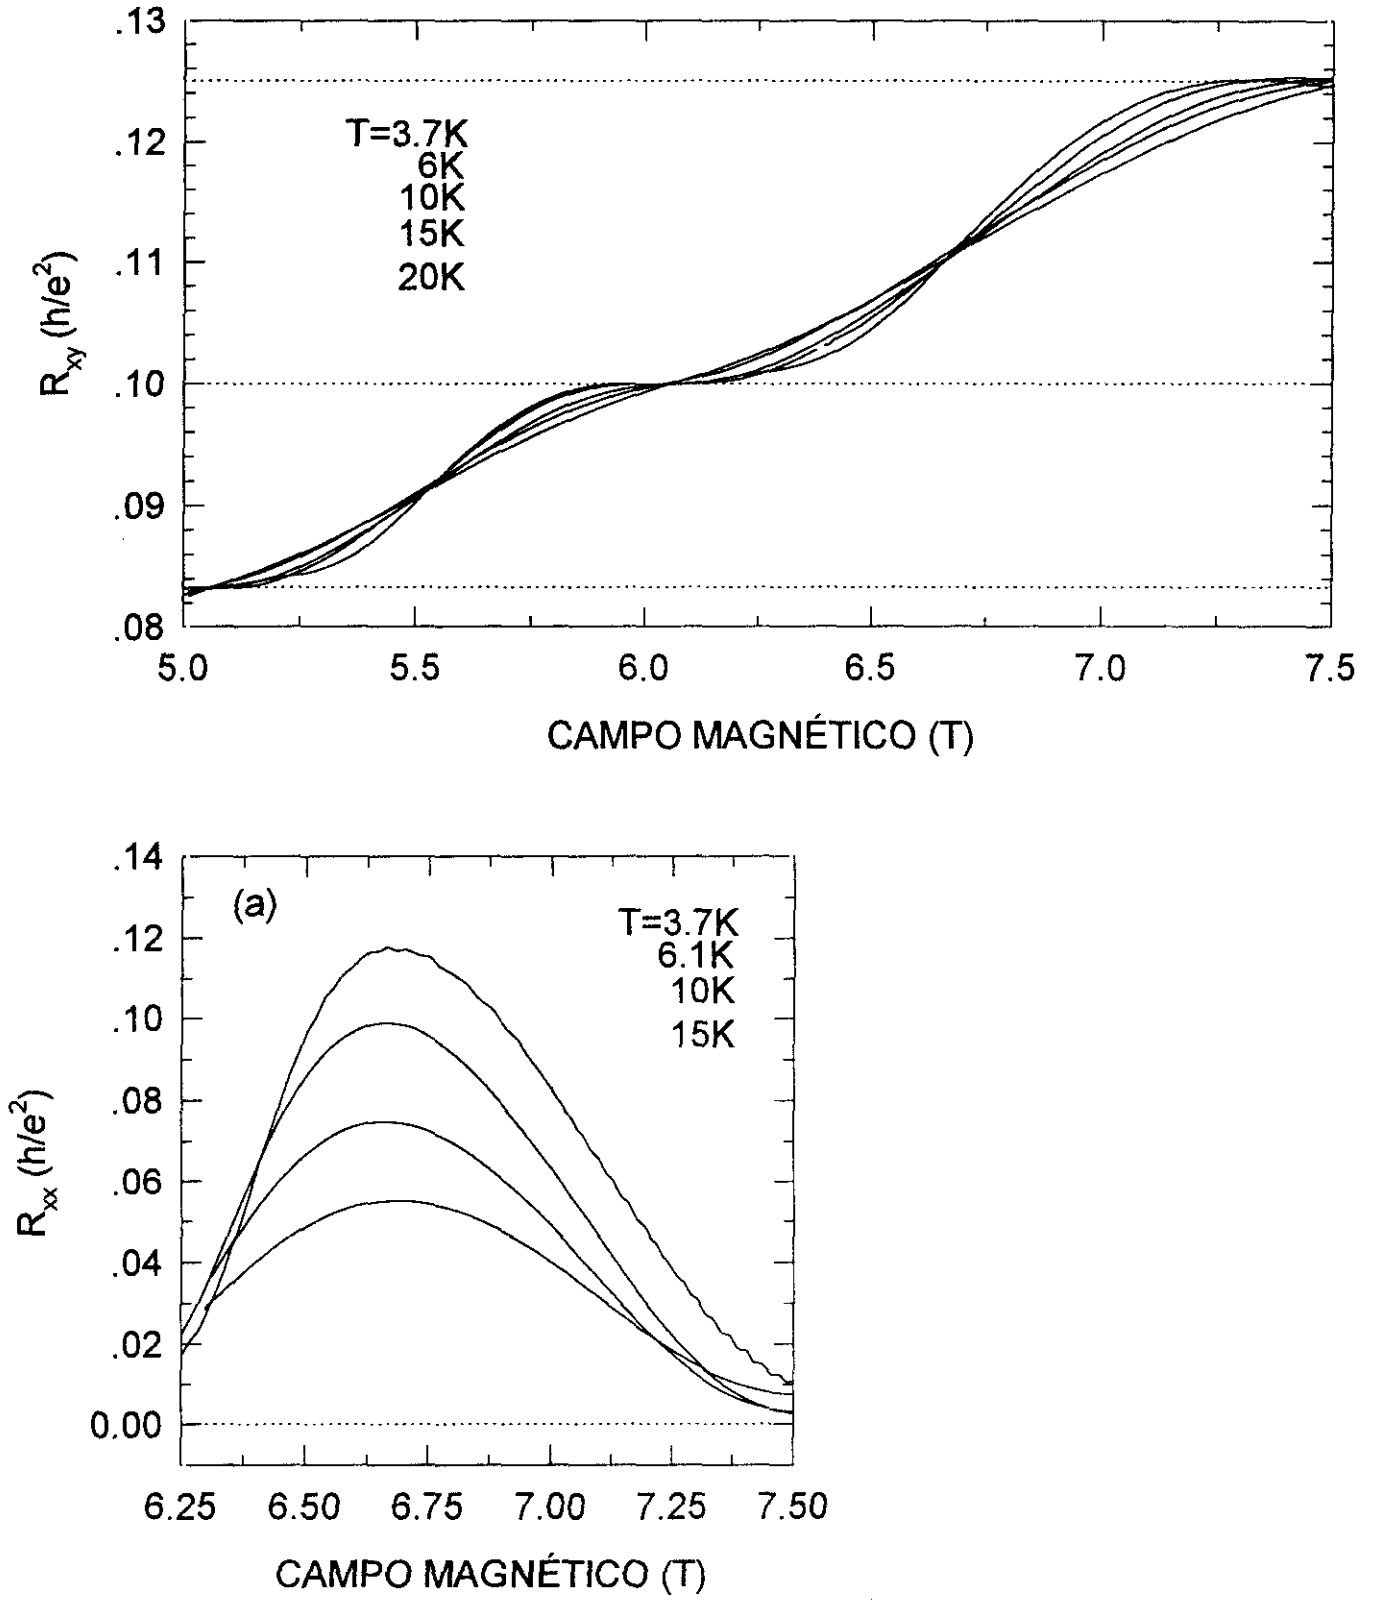 .13
.12
.11
.10
.09
.08
R_xy (h/e²)
T=3.7K
6K
10K
15K
20K
5.0 5.5 6.0 6.5 7.0 7.5
CAMPO MAGNÉTICO (T)
.14
.12
.10
.08
.06
.04
.02
0.00
R_xx (h/e²)
(a)
T=3.7K
6.1K
10K
15K
6.25 6.50 6.75 7.00 7.25 7.50
CAMPO MAGNÉTICO (T)